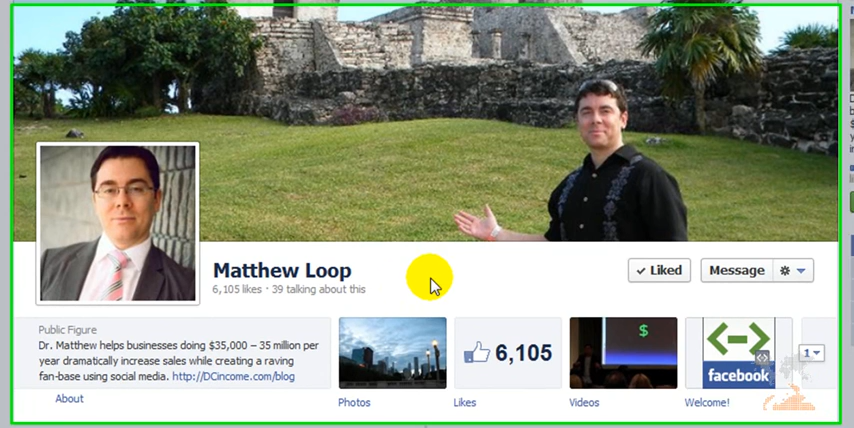 Matthew Loop
6,105 likes · 39 talking about this
Liked
Message
Public Figure
Dr. Matthew helps businesses doing $35,000 – 35 million per
year dramatically increase sales while creating a raving
fan-base using social media. http://DCincome.com/blog
About
Photos
6,105
Likes
$
Videos
facebook
Welcome!
1